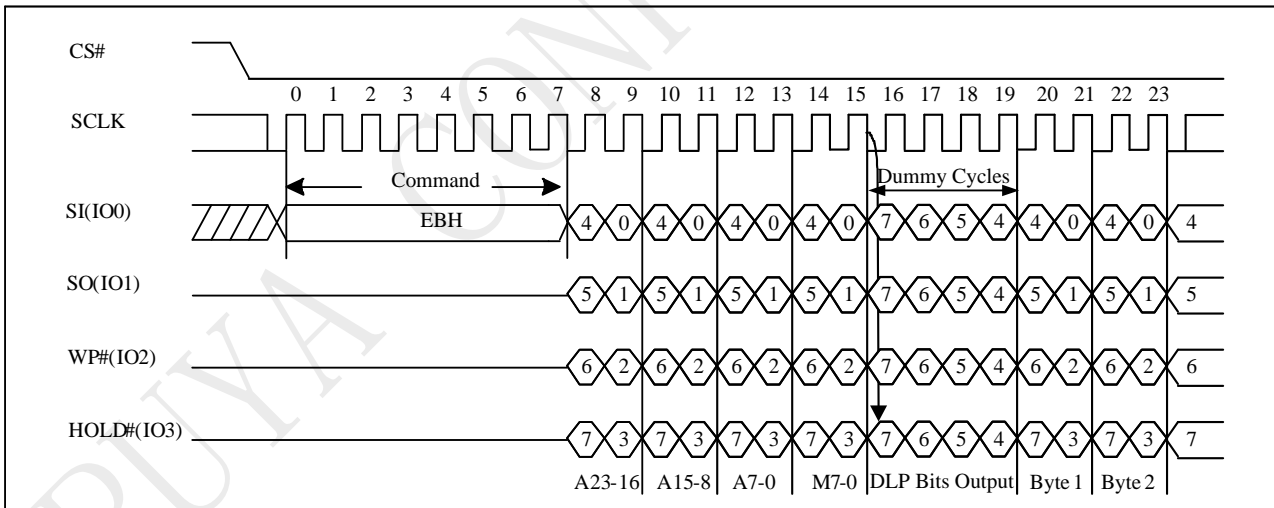 CS#
0 1 2 3 4 5 6 7 8 9 10 11 12 13 14 15 16 17 18 19 20 21 22 23
SCLK
Command
Dummy Cycles
SI(IO0)
EBH
4 0 4 0 4 0 4 0 7 6 5 4 4 0 4 0 4
SO(IO1)
5 1 5 1 5 1 5 1 7 6 5 4 5 1 5 1 5
WP#(IO2)
6 2 6 2 6 2 6 2 7 6 5 4 6 2 6 2 6
HOLD#(IO3)
7 3 7 3 7 3 7 3 7 6 5 4 7 3 7 3 7
A23-16 A15-8 A7-0 M7-0 DLP Bits Output Byte 1 Byte 2
PUYA CONF